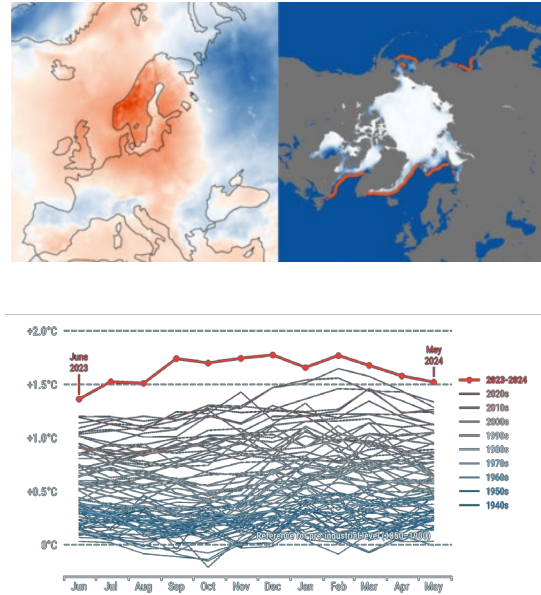 +2.0°C
June
2023
May
2024
+1.5°C
+1.0°C
+0.5°C
0°C
Reference for pre-industrial level (1850–1900)
2023-2024
2020s
2010s
2000s
1990s
1980s
1970s
1960s
1950s
1940s
Jun Jul Aug Sep Oct Nov Dec Jan Feb Mar Apr May